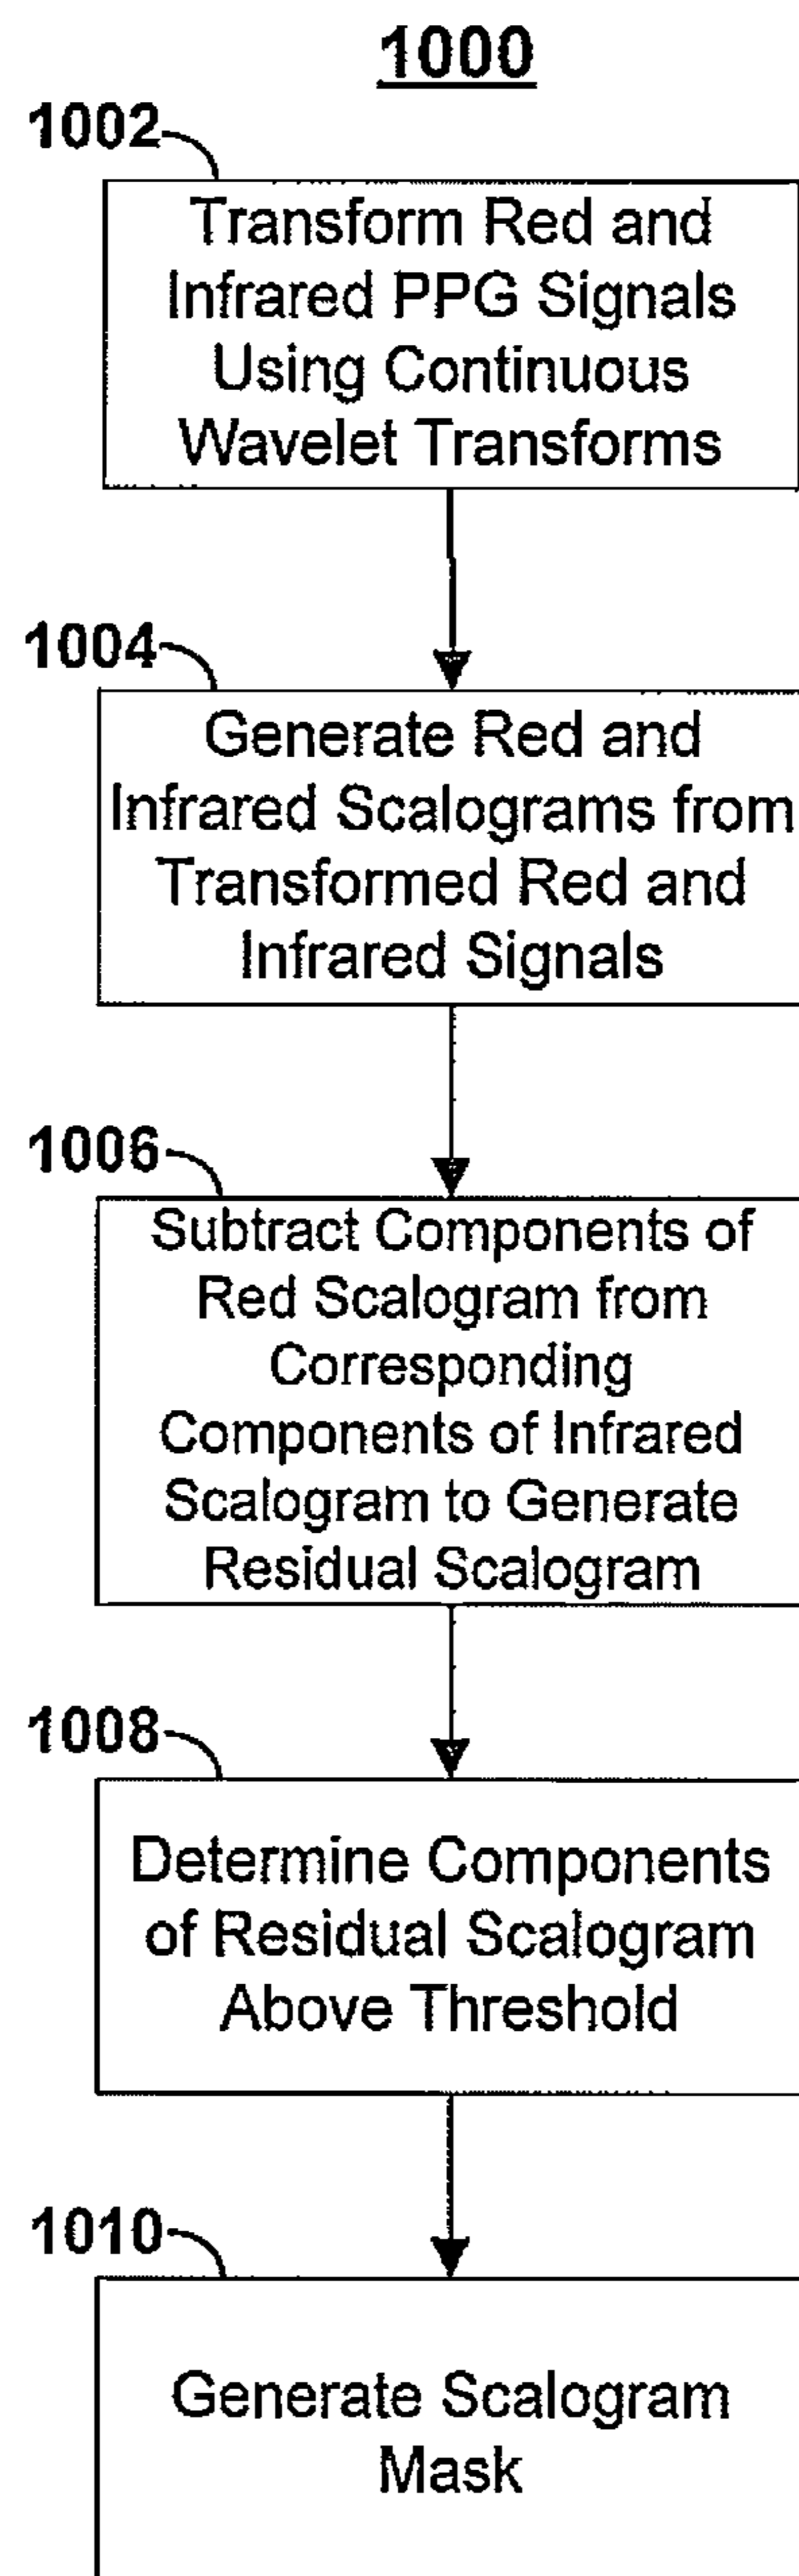 1000
1002
Transform Red and
Infrared PPG Signals
Using Continuous
Wavelet Transforms
1004
Generate Red and
Infrared Scalograms from
Transformed Red and
Infrared Signals
1006
Subtract Components of
Red Scalogram from
Corresponding
Components of Infrared
Scalogram to Generate
Residual Scalogram
1008
Determine Components
of Residual Scalogram
Above Threshold
1010
Generate Scalogram
Mask